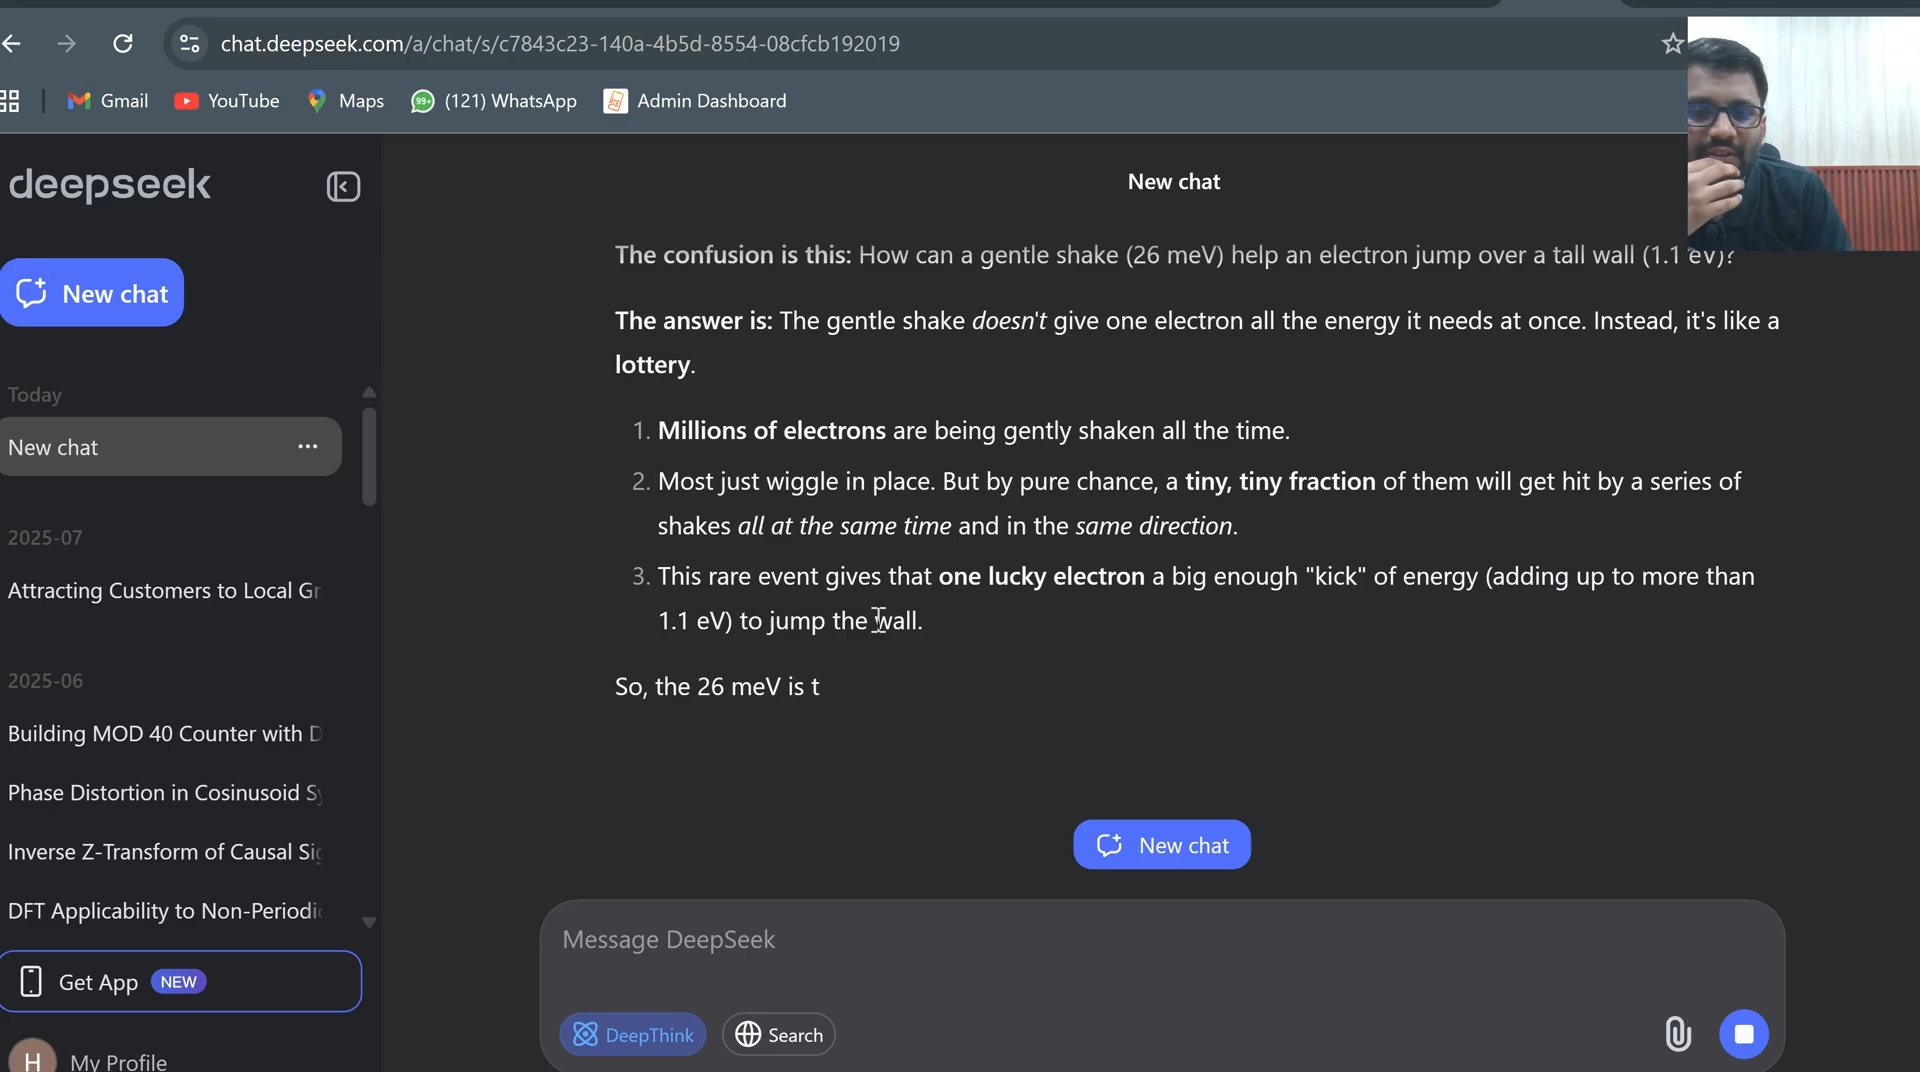 chat.deepseek.com/a/chat/s/c7843c23-140a-4b5d-8554-08cfcb192019
Gmail
YouTube
Maps
99+
(121) WhatsApp
Admin Dashboard
deepseek
New chat
Today
New chat
2025-07
Attracting Customers to Local Gr
2025-06
Building MOD 40 Counter with D
Phase Distortion in Cosinusoid Sy
Inverse Z-Transform of Causal Sig
DFT Applicability to Non-Periodic
Get App NEW
H My Profile
New chat
The confusion is this: How can a gentle shake (26 meV) help an electron jump over a tall wall (1.1 eV)?
The answer is: The gentle shake doesn't give one electron all the energy it needs at once. Instead, it's like a
lottery.
1. Millions of electrons are being gently shaken all the time.
2. Most just wiggle in place. But by pure chance, a tiny, tiny fraction of them will get hit by a series of
shakes all at the same time and in the same direction.
3. This rare event gives that one lucky electron a big enough "kick" of energy (adding up to more than
1.1 eV) to jump the wall.
So, the 26 meV is t
New chat
Message DeepSeek
DeepThink
Search